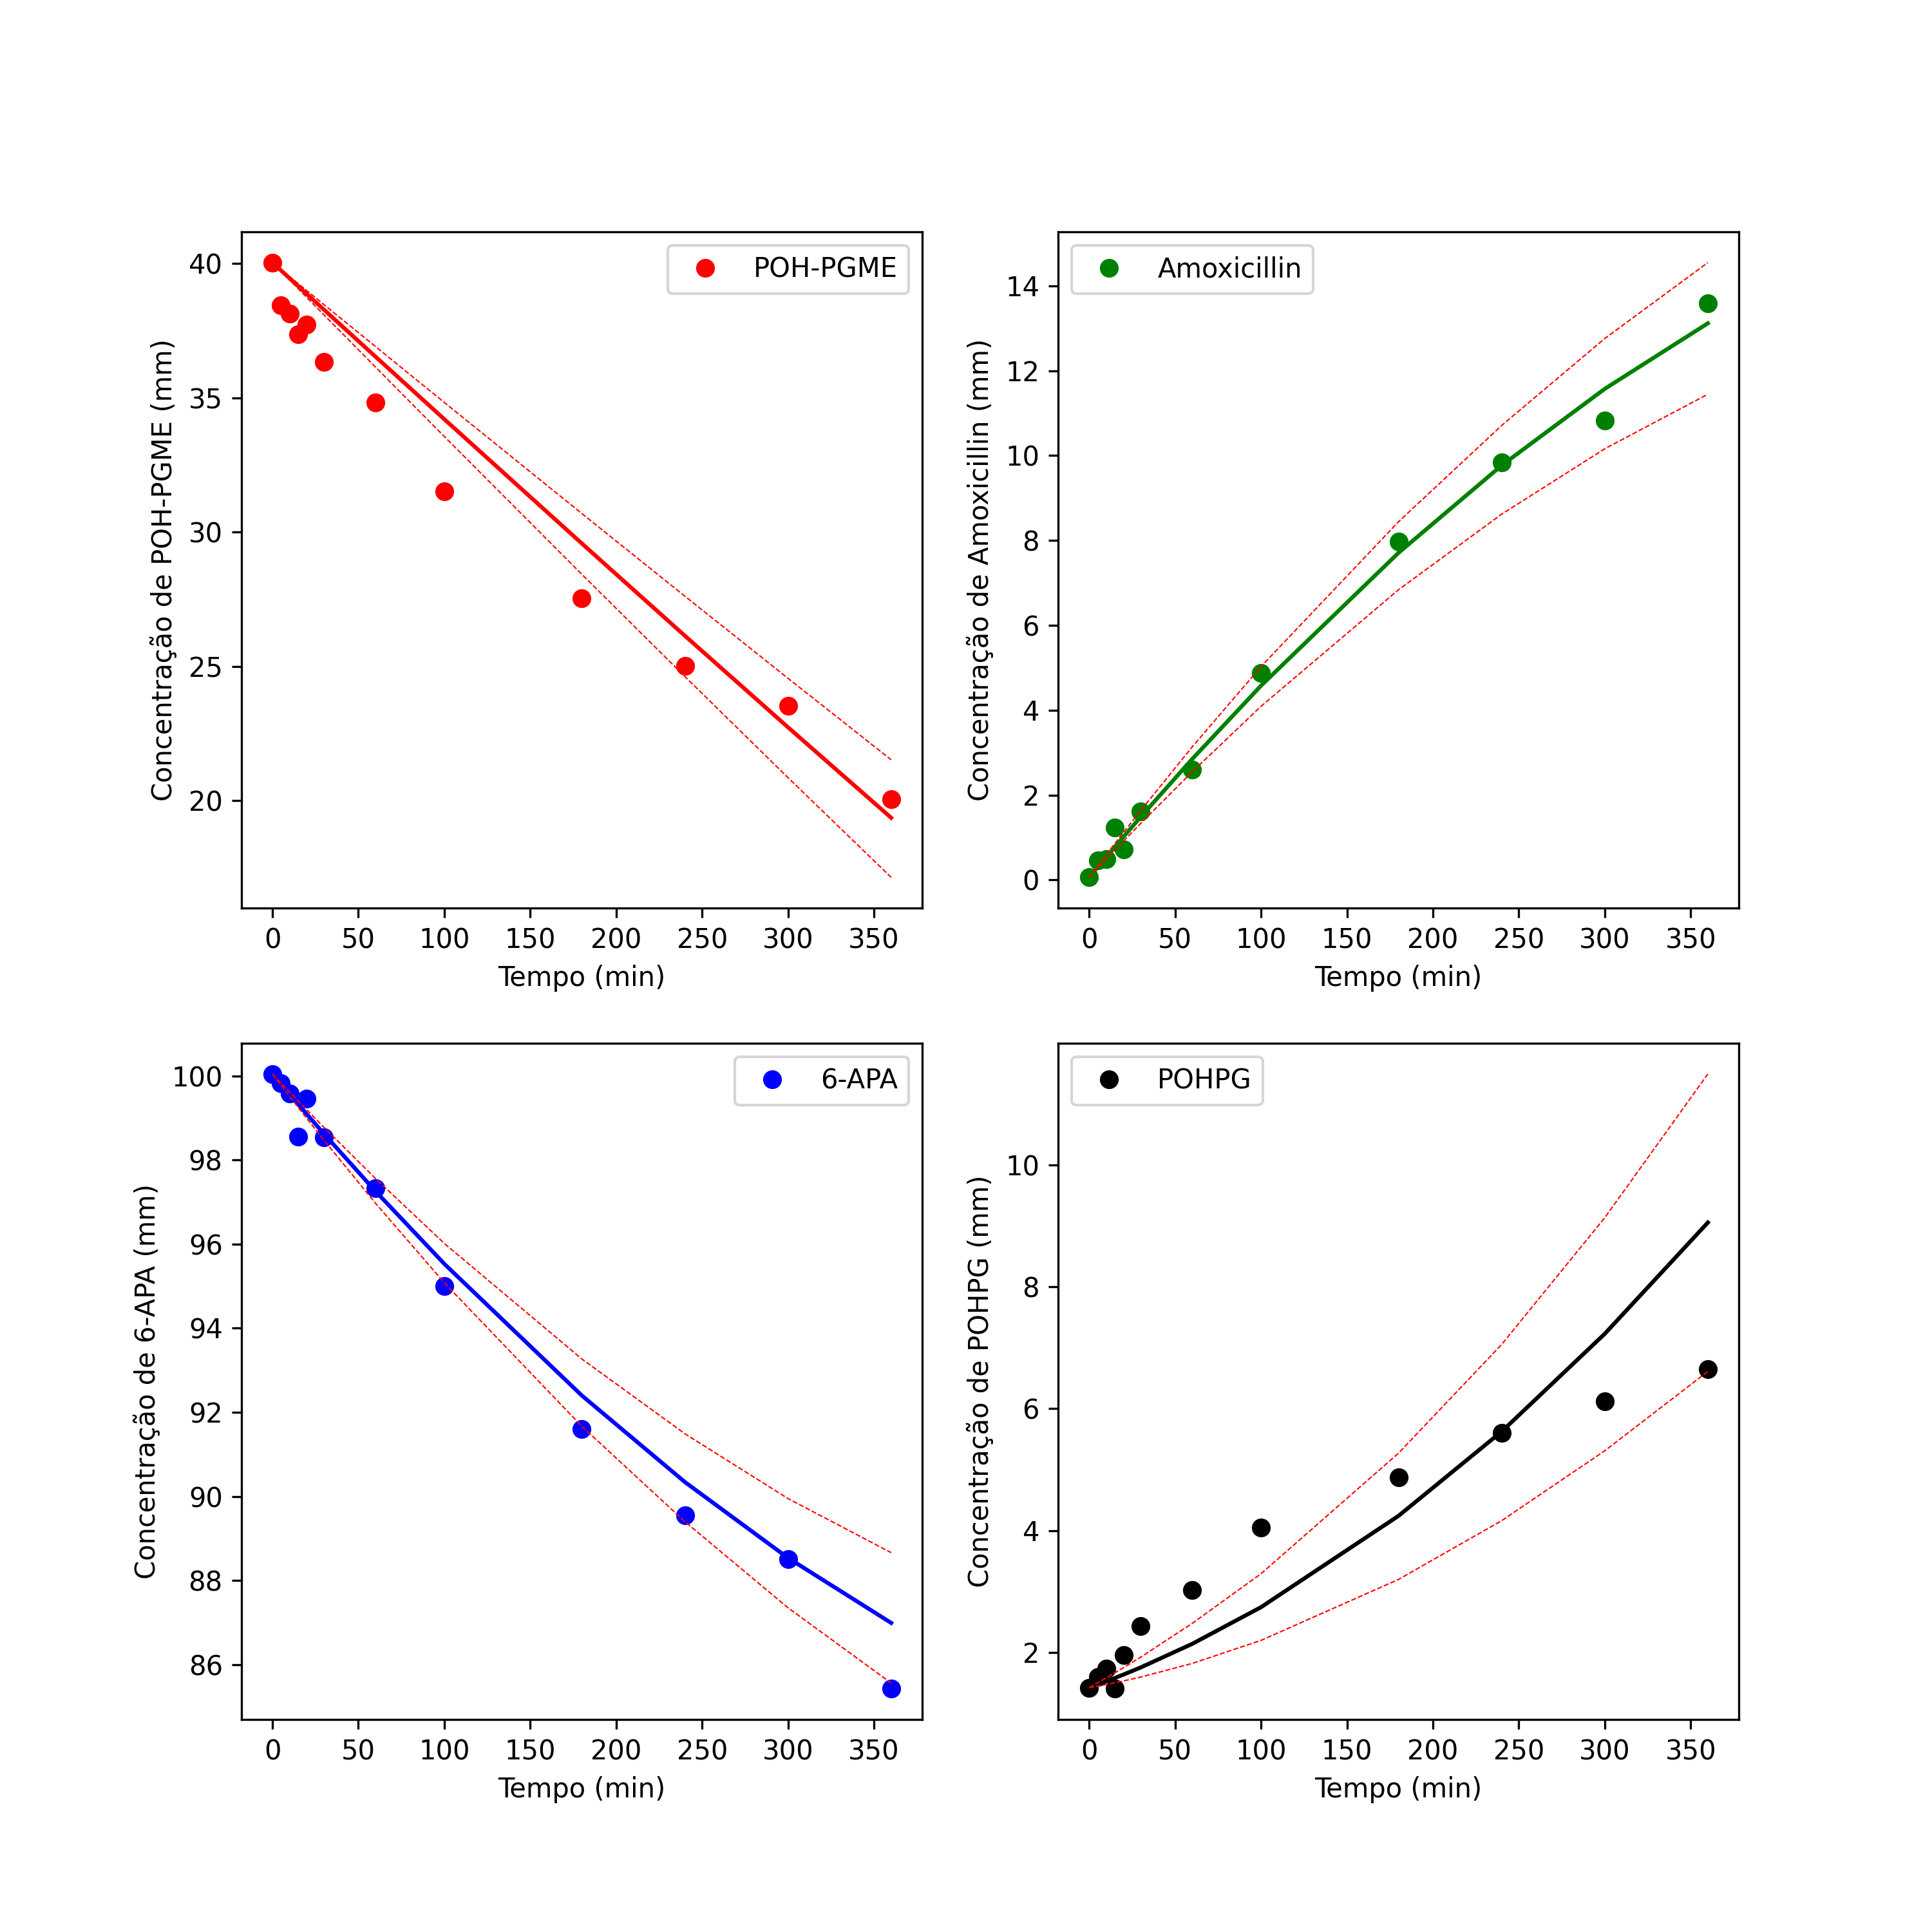 POH-PGME
Concentração de POH-PGME (mm)
40
35
30
25
20
0 50 100 150 200 250 300 350
Tempo (min)
Amoxicillin
Concentração de Amoxicillin (mm)
14
12
10
8
6
4
2
0
0 50 100 150 200 250 300 350
Tempo (min)
6-APA
Concentração de 6-APA (mm)
100
98
96
94
92
90
88
86
0 50 100 150 200 250 300 350
Tempo (min)
POHPG
Concentração de POHPG (mm)
10
8
6
4
2
0 50 100 150 200 250 300 350
Tempo (min)